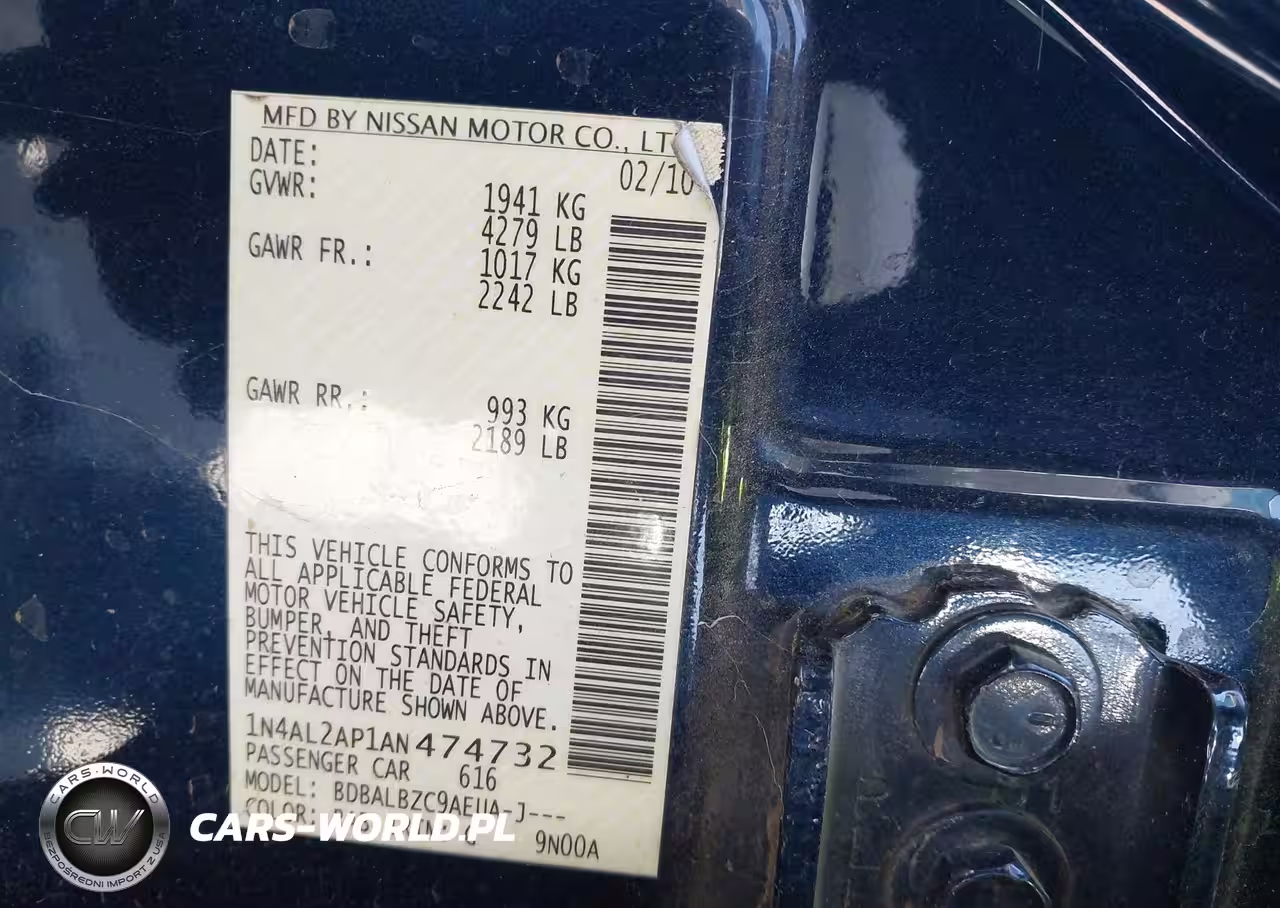 MFD BY NISSAN MOTOR CO.,
DATE: 02/10
GVWR: 1941 KG
4279 LB
GAWR FR.: 1017 KG
2242 LB
GAWR RR.: 993 KG
2189 LB
THIS VEHICLE CONFORMS TO
ALL APPLICABLE FEDERAL
MOTOR VEHICLE SAFETY,
BUMPER, AND THEFT
PREVENTION STANDARDS IN
EFFECT ON THE DATE OF
MANUFACTURE SHOWN ABOVE.
1N4AL2AP1AN474732
PASSENGER CAR 616
MODEL: BDBALBZC9AEUA-J---
COLOR: 9N00A
CARS-WORLD
CW
BEZPOŚREDNI IMPORT Z USA
CARS-WORLD.PL